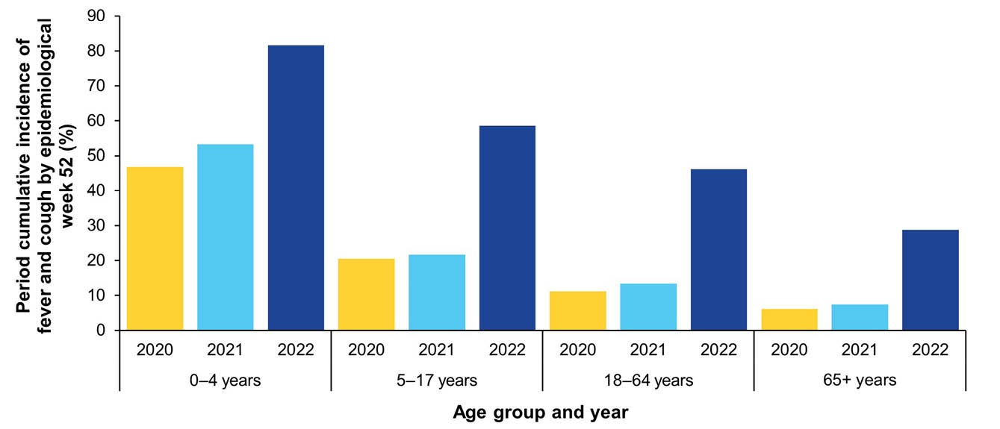 Period cumulative incidence of
fever and cough by epidemiological
week 52 (%)
90
80
70
60
50
40
30
20
10
0
2020 2021 2022 2020 2021 2022 2020 2021 2022 2020 2021 2022
0–4 years 5–17 years 18–64 years 65+ years
Age group and year